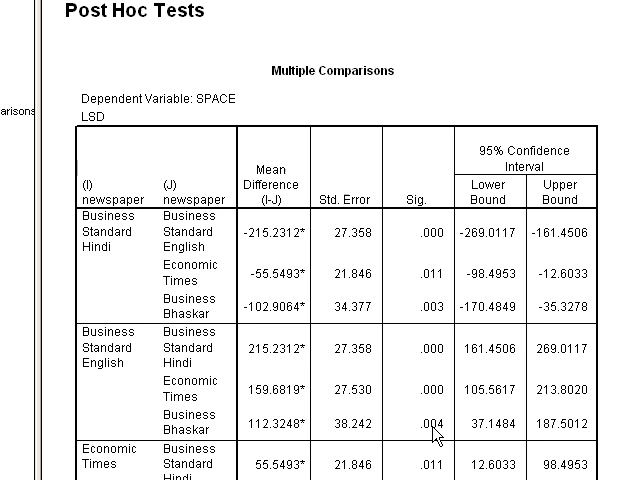 Post Hoc Tests
Multiple Comparisons
arisons
Dependent Variable: SPACE
LSD
95% Confidence
Interval
Mean
Difference
(I-J)
(I)
newspaper
(J)
newspaper
Std. Error
Sig.
Lower
Bound
Upper
Bound
Business
Standard
Hindi
Business
Standard
English
-215.2312* 27.358 .000 -269.0117 -161.4506
Economic
Times
-55.5493* 21.846 .011 -98.4953 -12.6033
Business
Bhaskar
-102.9064* 34.377 .003 -170.4849 -35.3278
Business
Standard
English
Business
Standard
Hindi
215.2312* 27.358 .000 161.4506 269.0117
Economic
Times
159.6819* 27.530 .000 105.5617 213.8020
Business
Bhaskar
112.3248* 38.242 .004 37.1484 187.5012
Economic
Times
Business
Standard
Hindi
55.5493* 21.846 .011 12.6033 98.4953